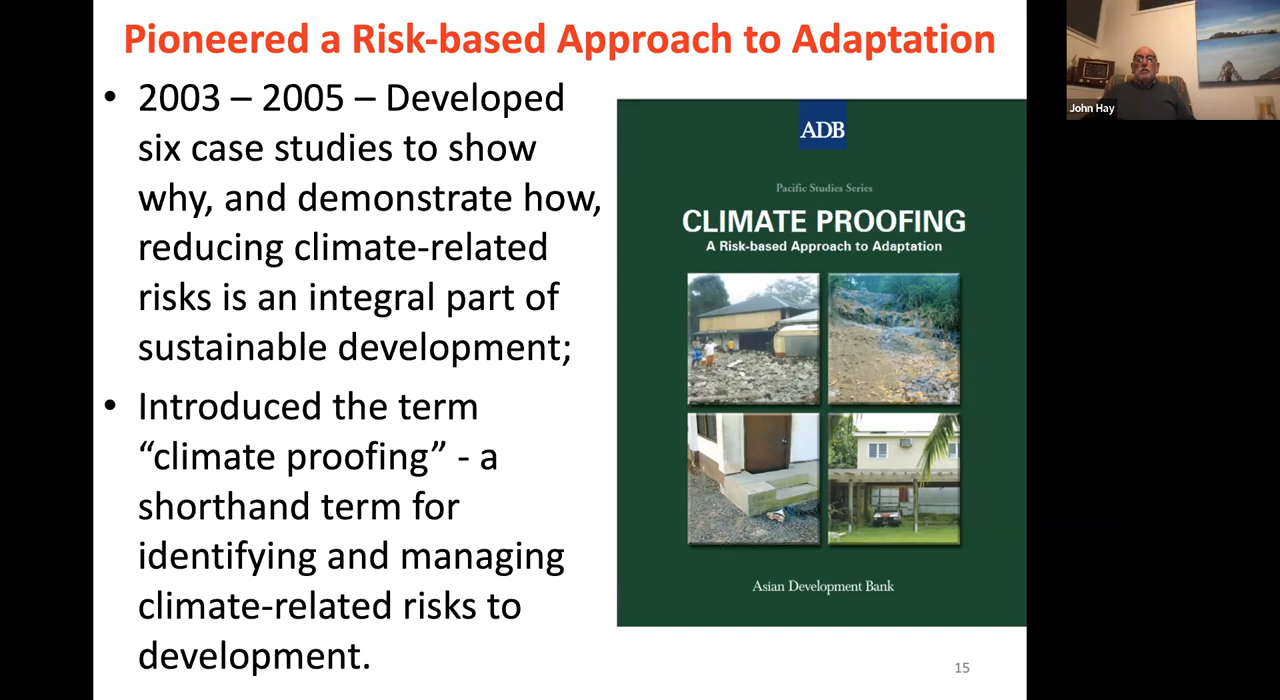 Pioneered a Risk-based Approach to Adaptation
• 2003 – 2005 – Developed
six case studies to show
why, and demonstrate how,
reducing climate-related
risks is an integral part of
sustainable development;
• Introduced the term
“climate proofing” - a
shorthand term for
identifying and managing
climate-related risks to
development.
ADB
Pacific Studies Series
CLIMATE PROOFING
A Risk-based Approach to Adaptation
Asian Development Bank
15
John Hay